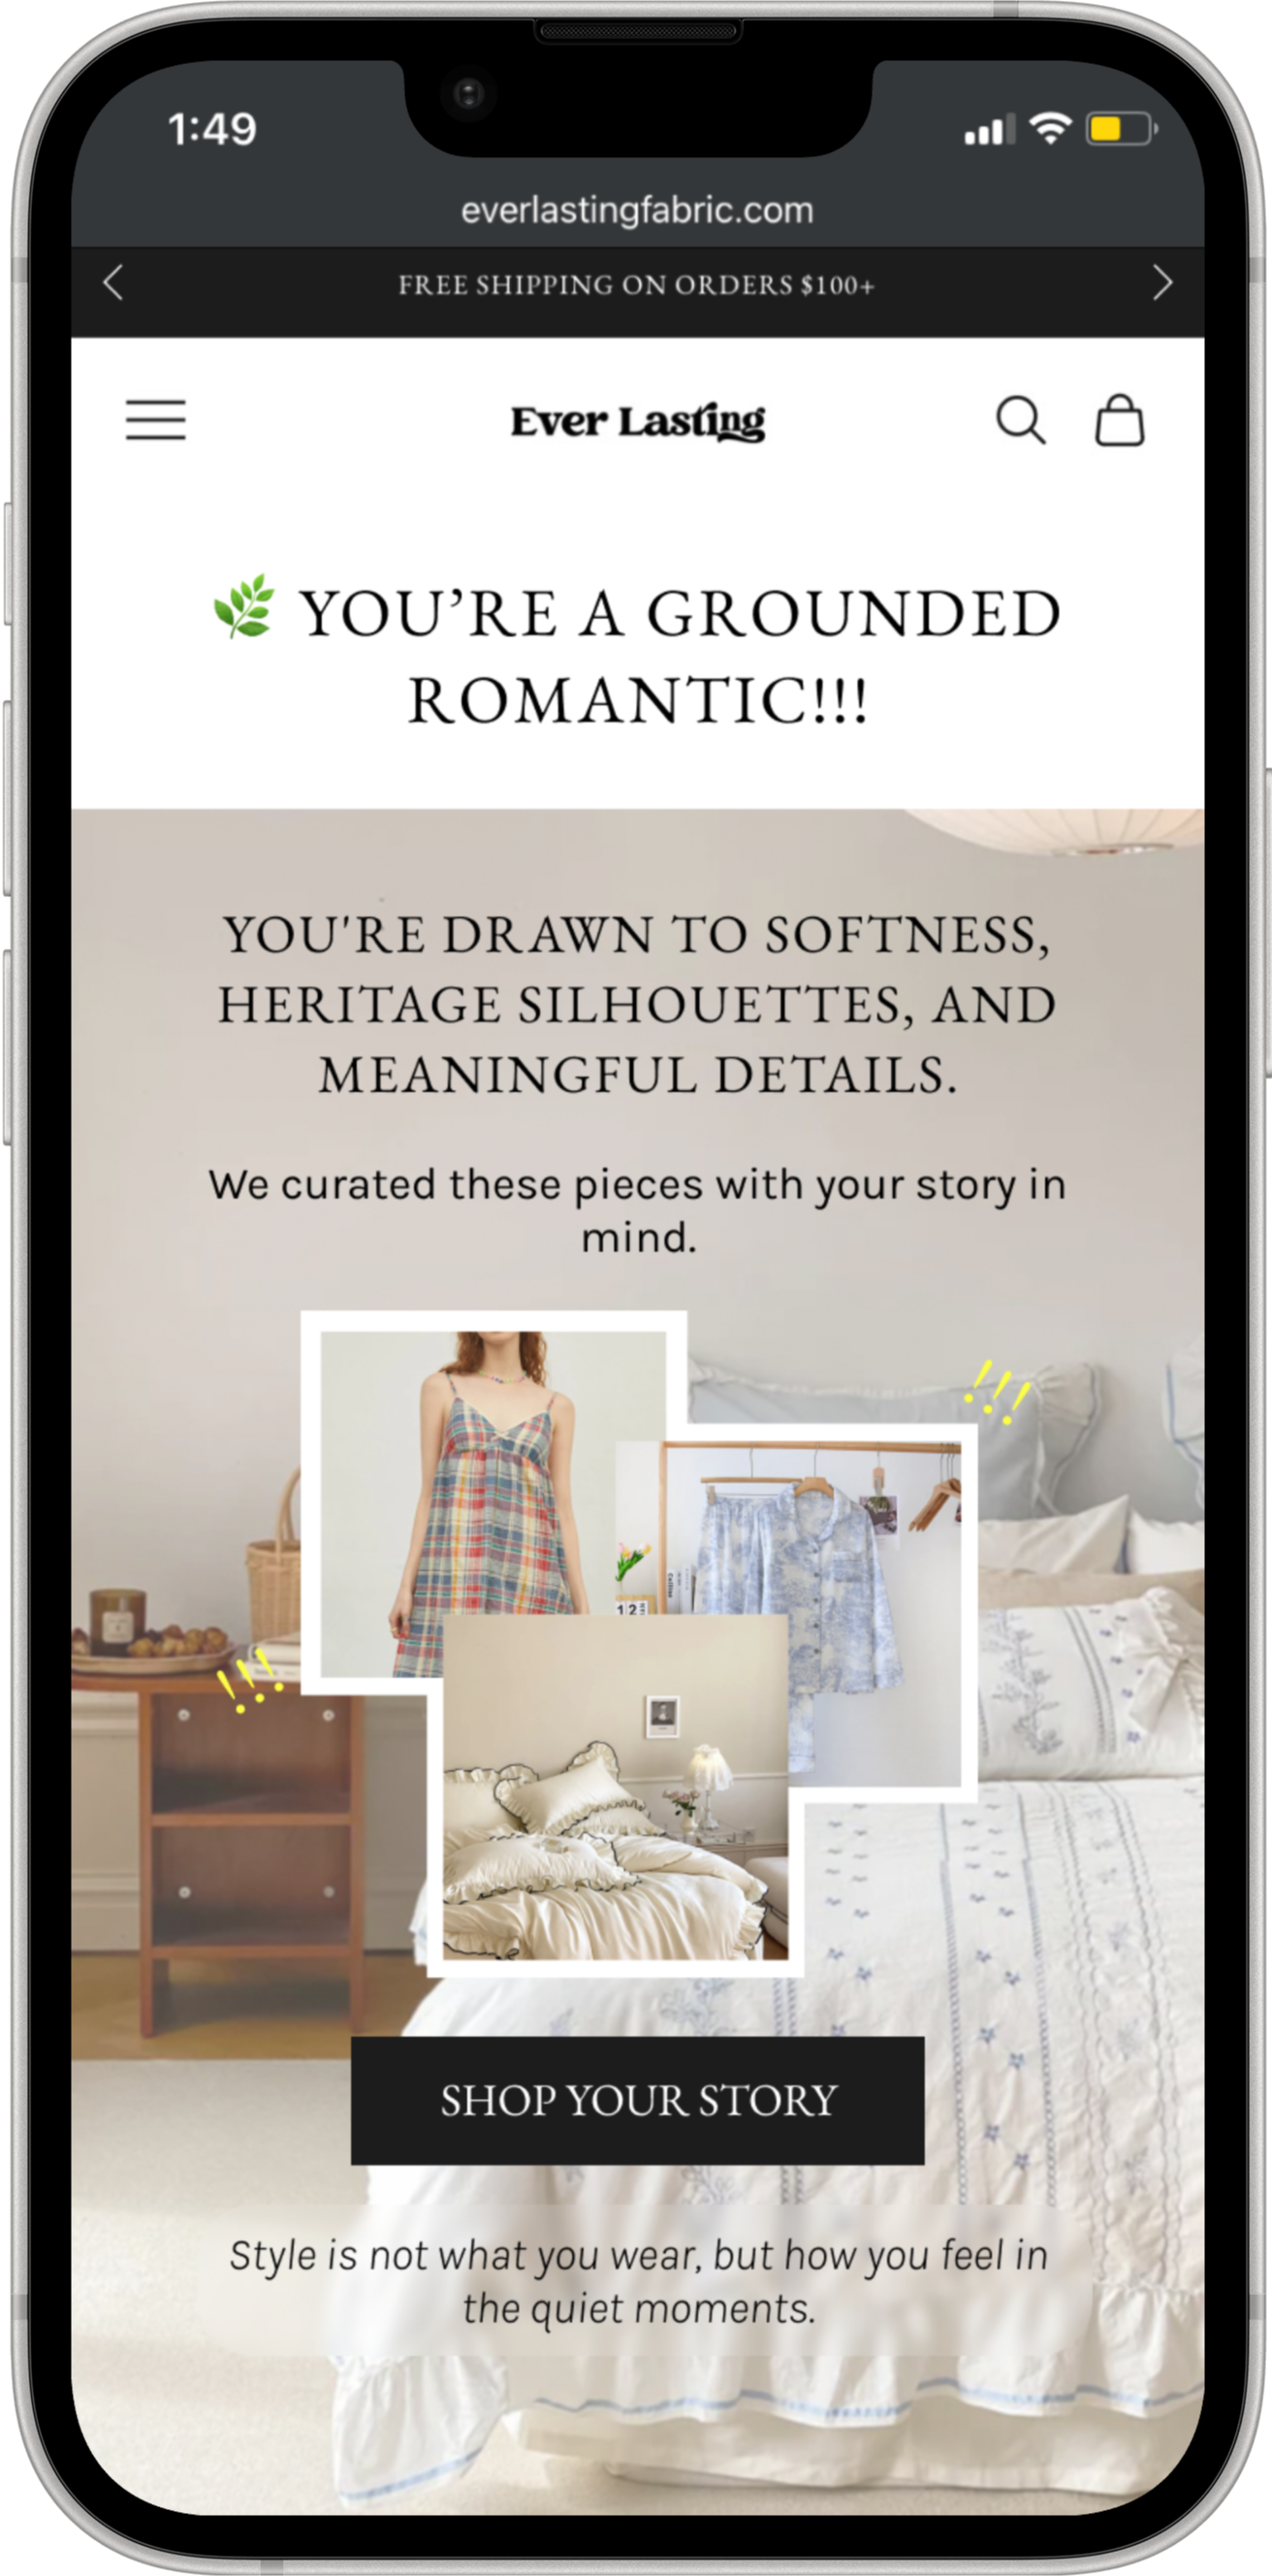 1:49
everlastingfabric.com
FREE SHIPPING ON ORDERS $100+
Ever Lasting
🌿 YOU’RE A GROUNDED
ROMANTIC!!!
YOU'RE DRAWN TO SOFTNESS,
HERITAGE SILHOUETTES, AND
MEANINGFUL DETAILS.
We curated these pieces with your story in
mind.
!!!
12
!!!
SHOP YOUR STORY
Style is not what you wear, but how you feel in
the quiet moments.